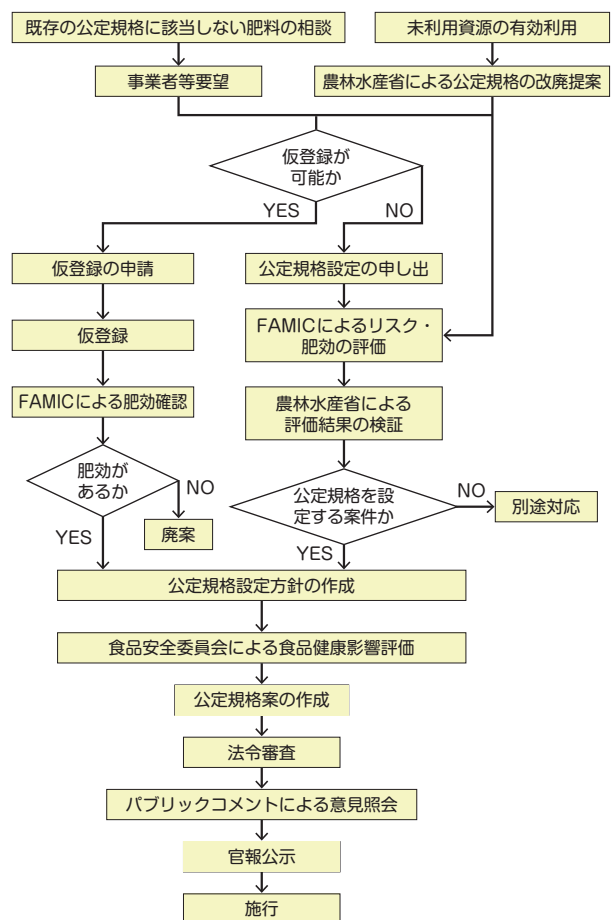 既存の公定規格に該当しない肥料の相談
未利用資源の有効利用
事業者等要望
農林水産省による公定規格の改廃提案
仮登録が
可能か
YES
NO
仮登録の申請
公定規格設定の申し出
仮登録
FAMICによるリスク・
肥効の評価
FAMICによる肥効確認
農林水産省による
評価結果の検証
肥効が
あるか
NO
YES
廃案
公定規格を設
定する案件か
NO
別途対応
YES
公定規格設定方針の作成
食品安全委員会による食品健康影響評価
公定規格案の作成
法令審査
パブリックコメントによる意見照会
官報公示
施行